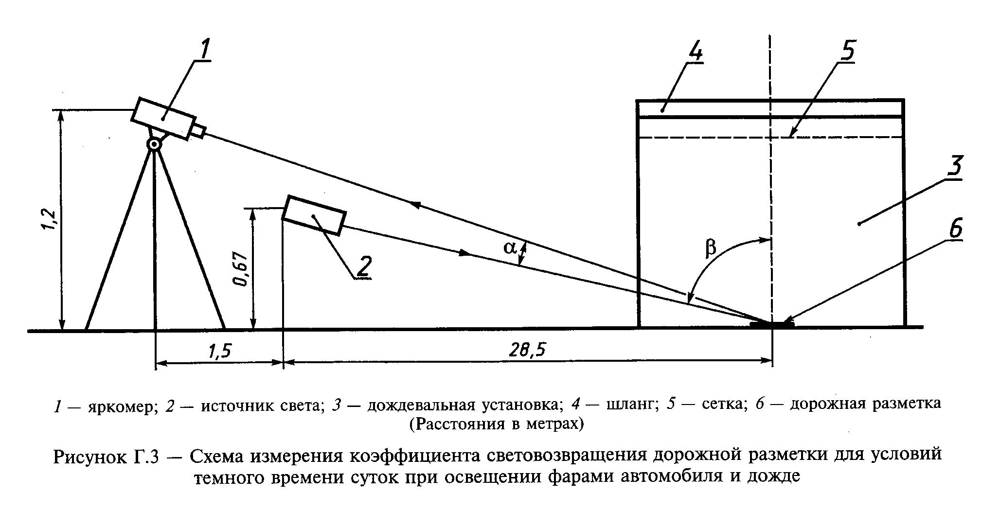 1
4
5
1,2
3
0,67
2
α
β
6
1,5
28,5
1 — яркомер; 2 — источник света; 3 — дождевальная установка; 4 — шланг; 5 — сетка; 6 — дорожная разметка
(Расстояния в метрах)
Рисунок Г.3 — Схема измерения коэффициента световозвращения дорожной разметки для условий
темного времени суток при освещении фарами автомобиля и дожде